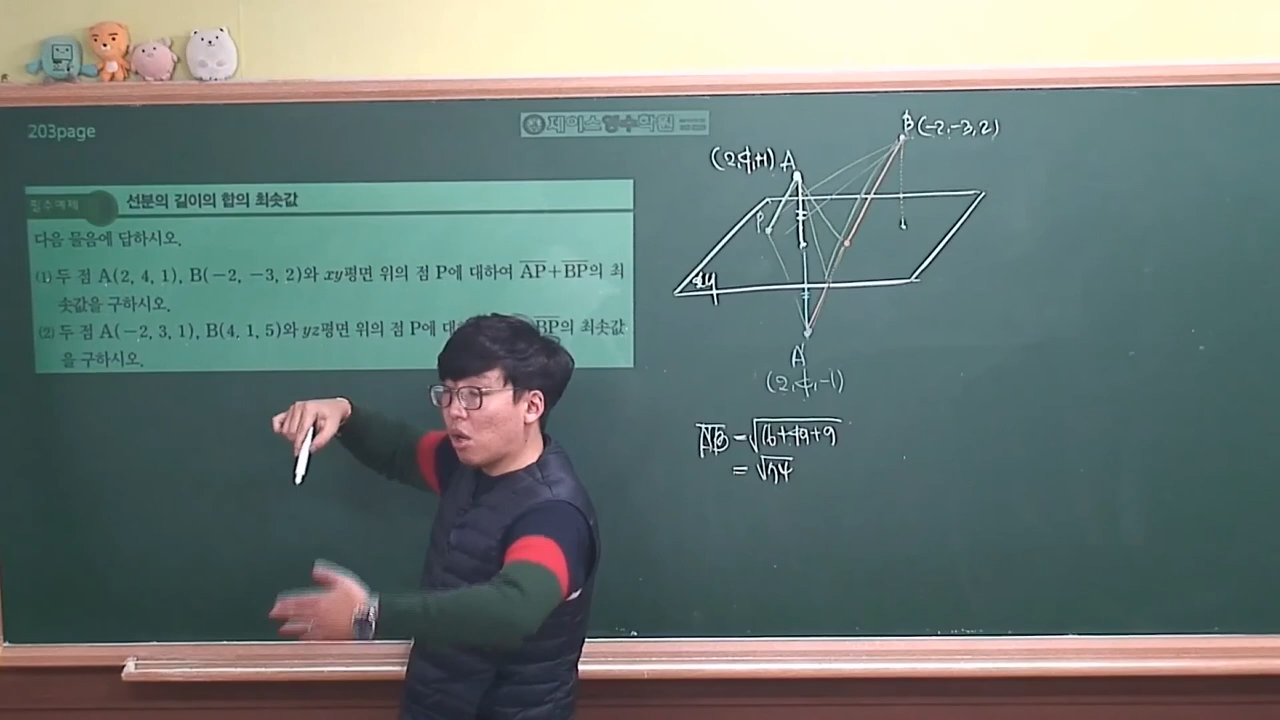 203page
제이스영수학원
필수예제
선분의 길이의 합의 최솟값
다음 물음에 답하시오.
(1) 두 점 A(2, 4, 1), B(−2, −3, 2)와 xy평면 위의 점 P에 대하여 AP+BP의 최
솟값을 구하시오.
(2) 두 점 A(−2, 3, 1), B(4, 1, 5)와 yz평면 위의 점 P에 대 BP의 최솟값
을 구하시오.
B(-2,-3,2)
(2,4,+1) A
P
xy
A'
(2,4,-1)
A'B = √16+49+9
= √74